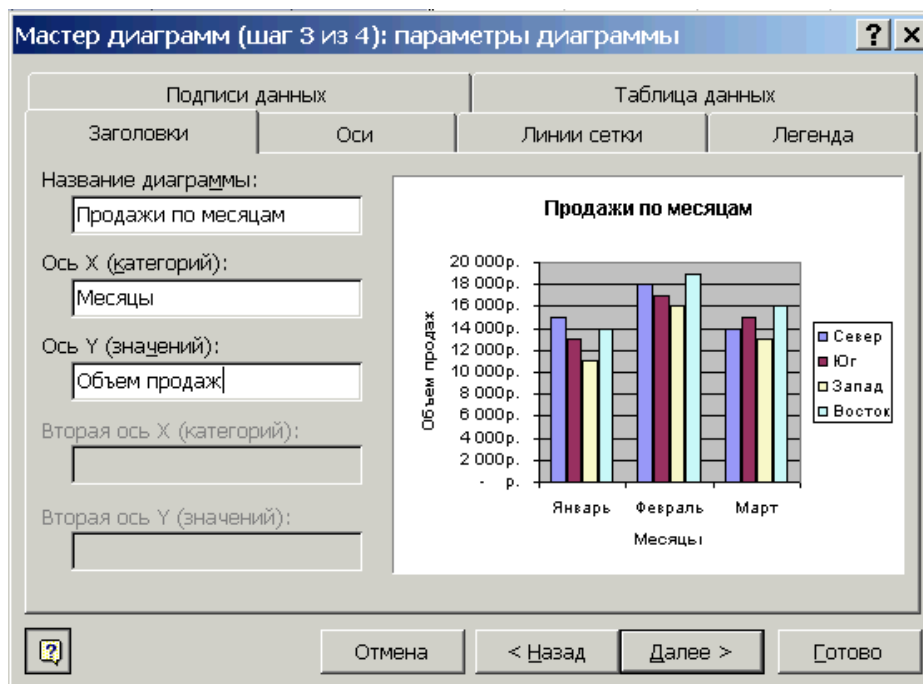 Мастер диаграмм (шаг 3 из 4): параметры диаграммы
Подписи данных
Таблица данных
Заголовки
Оси
Линии сетки
Легенда
Название диаграммы:
Продажи по месяцам
Ось X (категорий):
Месяцы
Ось Y (значений):
Объем продаж
Вторая ось X (категорий):
Вторая ось Y (значений):
Продажи по месяцам
Объем продаж
20 000р.
18 000р.
16 000р.
14 000р.
12 000р.
10 000р.
8 000р.
6 000р.
4 000р.
2 000р.
- р.
Январь
Февраль
Март
Месяцы
Север
Юг
Запад
Восток
Отмена
< Назад
Далее >
Готово